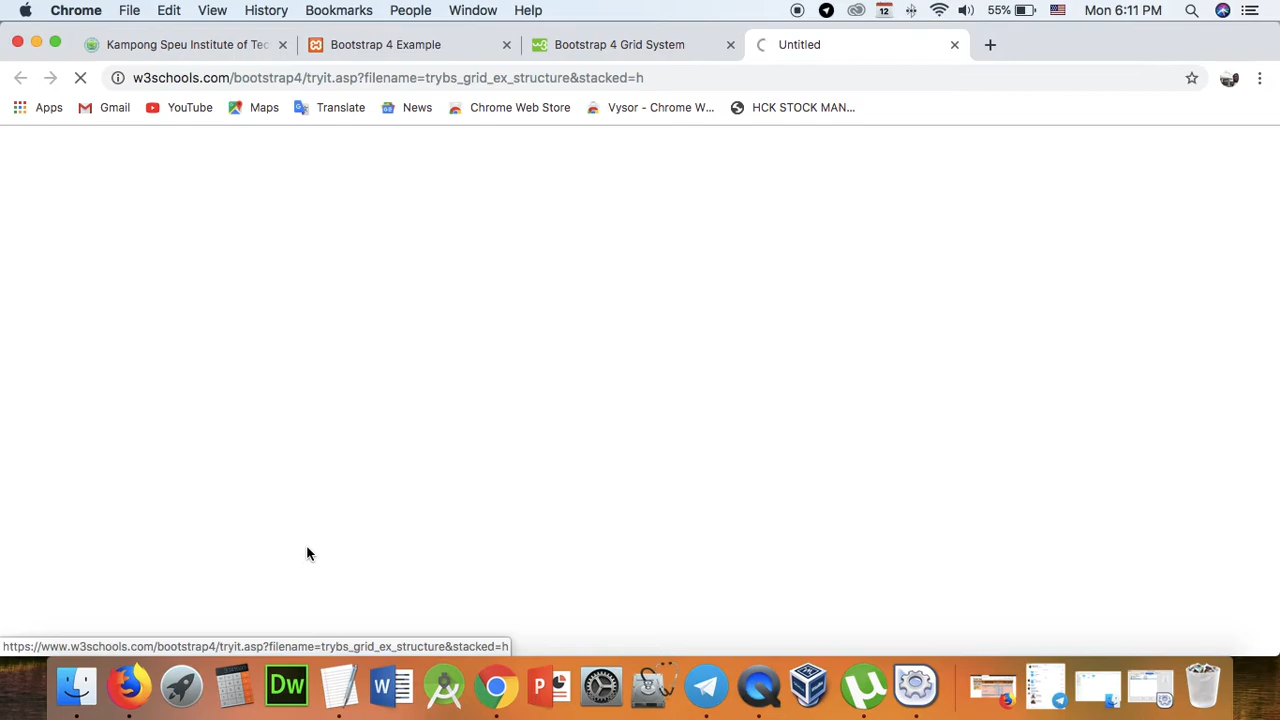 Chrome File Edit View History Bookmarks People Window Help 12 55% Mon 6:11 PM
Kampong Speu Institute of Tec Bootstrap 4 Example Bootstrap 4 Grid System Untitled
w3schools.com/bootstrap4/tryit.asp?filename=trybs_grid_ex_structure&stacked=h
Apps Gmail YouTube Maps Translate News Chrome Web Store Vysor - Chrome W... HCK STOCK MAN...
https://www.w3schools.com/bootstrap4/tryit.asp?filename=trybs_grid_ex_structure&stacked=h
Dw